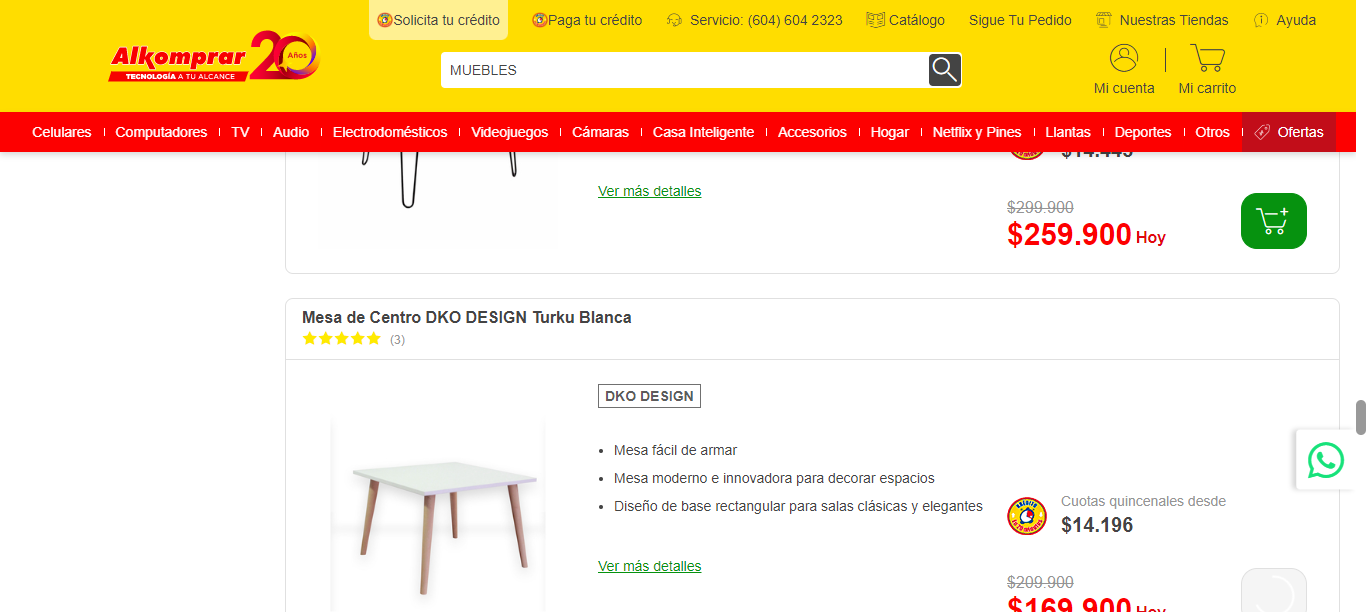 Solicita tu crédito
Paga tu crédito
Servicio: (604) 604 2323
Catálogo
Sigue Tu Pedido
Nuestras Tiendas
Ayuda
Alkomprar 20 Años
TECNOLOGÍA A TU ALCANCE
MUEBLES
Mi cuenta
Mi carrito
Celulares
Computadores
TV
Audio
Electrodomésticos
Videojuegos
Cámaras
Casa Inteligente
Accesorios
Hogar
Netflix y Pines
Llantas
Deportes
Otros
Ofertas
$14.445
Ver más detalles
$299.900
$259.900 Hoy
Mesa de Centro DKO DESIGN Turku Blanca
(3)
DKO DESIGN
• Mesa fácil de armar
• Mesa moderno e innovadora para decorar espacios
• Diseño de base rectangular para salas clásicas y elegantes
Cuotas quincenales desde
$14.196
Ver más detalles
$209.900
$169.900 Hoy